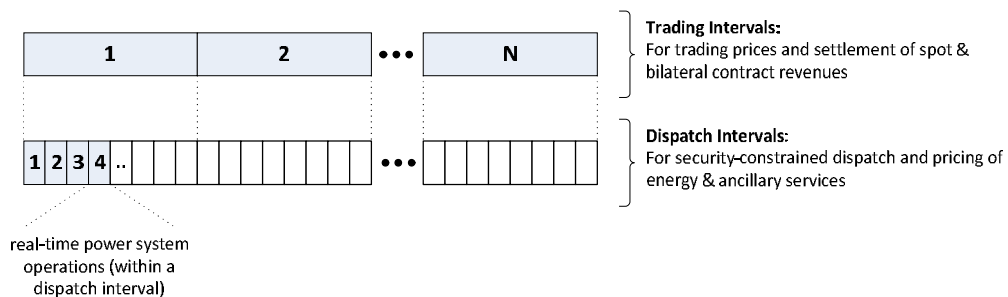 1 2 ••• N
Trading Intervals:
For trading prices and settlement of spot &
bilateral contract revenues
1 2 3 4 .. •••
Dispatch Intervals:
For security-constrained dispatch and pricing of
energy & ancillary services
real-time power system
operations (within a
dispatch interval)